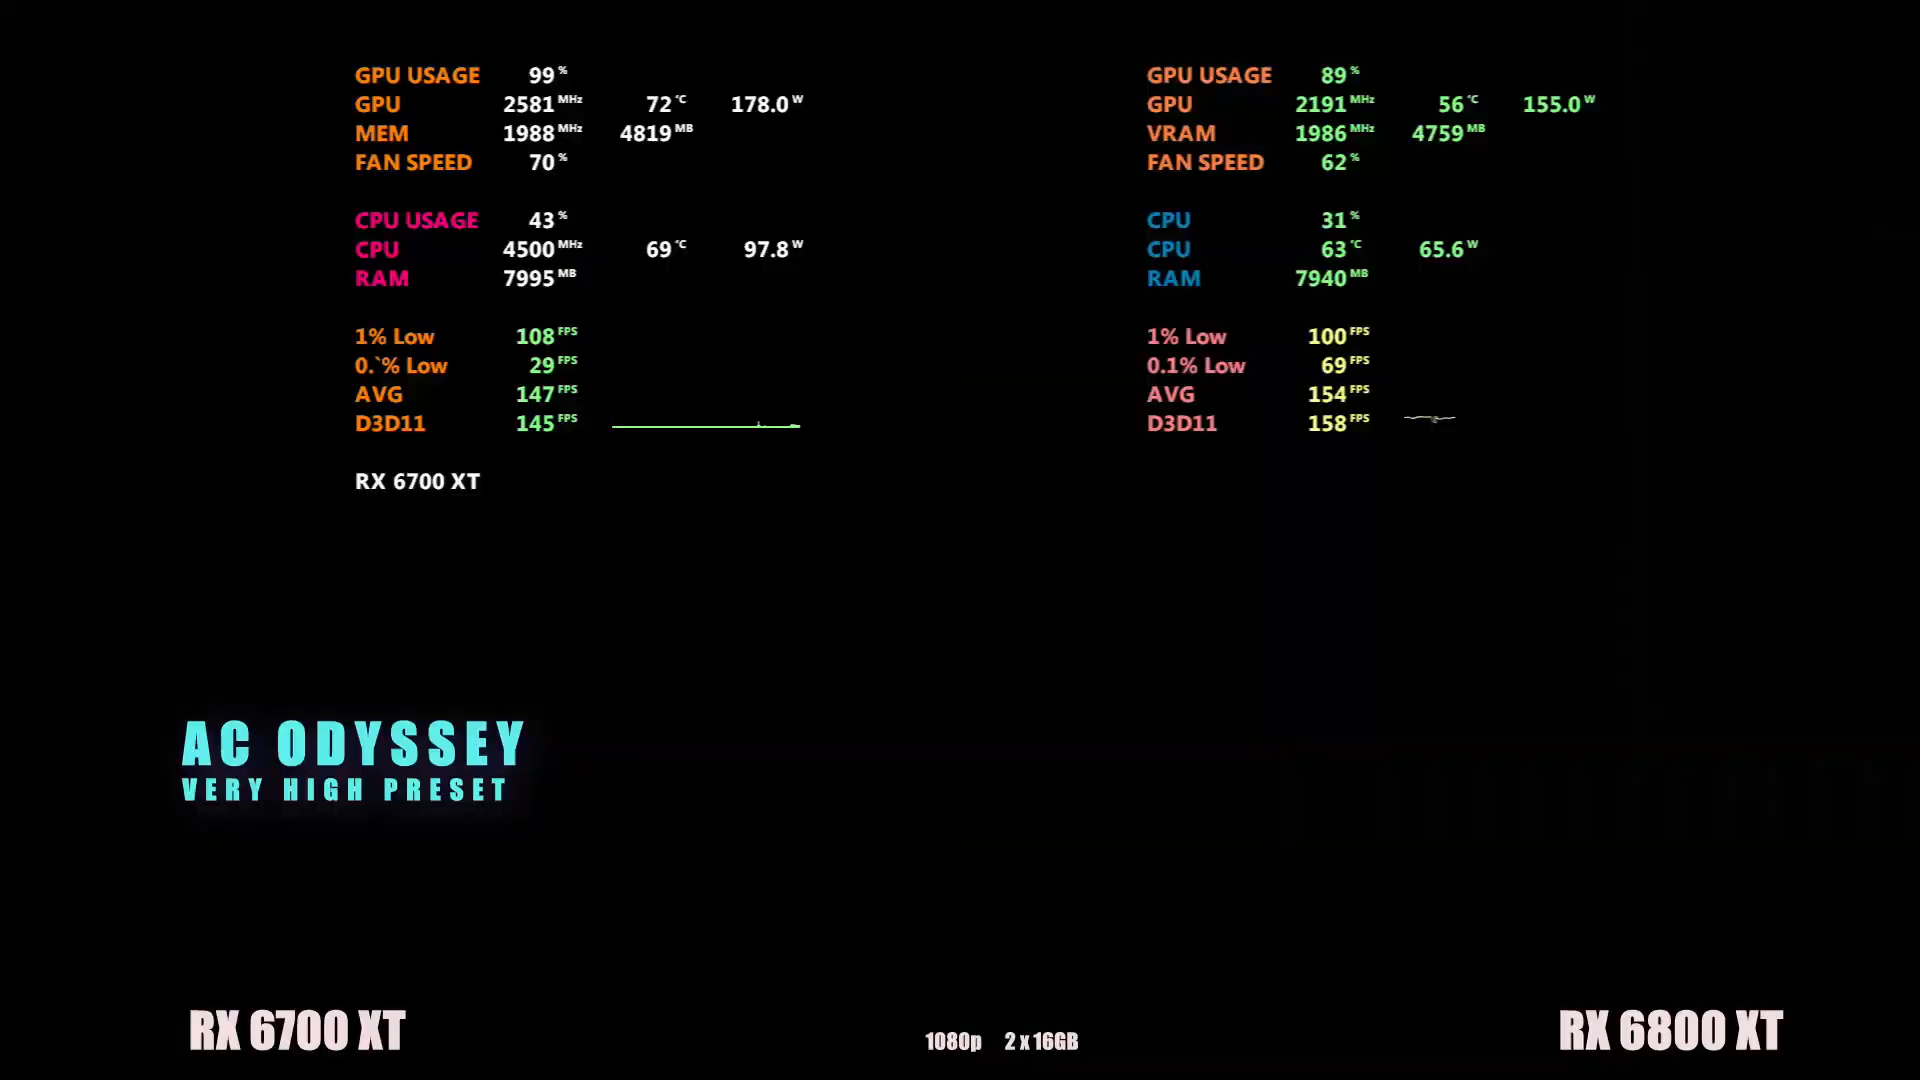 GPU USAGE 99 %
GPU 2581 MHz 72 °C 178.0 W
MEM 1988 MHz 4819 MB
FAN SPEED 70 %
CPU USAGE 43 %
CPU 4500 MHz 69 °C 97.8 W
RAM 7995 MB
1% Low 108 FPS
0.`% Low 29 FPS
AVG 147 FPS
D3D11 145 FPS
RX 6700 XT
GPU USAGE 89 %
GPU 2191 MHz 56 °C 155.0 W
VRAM 1986 MHz 4759 MB
FAN SPEED 62 %
CPU 31 %
CPU 63 °C 65.6 W
RAM 7940 MB
1% Low 100 FPS
0.1% Low 69 FPS
AVG 154 FPS
D3D11 158 FPS
AC ODYSSEY
VERY HIGH PRESET
RX 6700 XT
1080p 2 x 16GB
RX 6800 XT